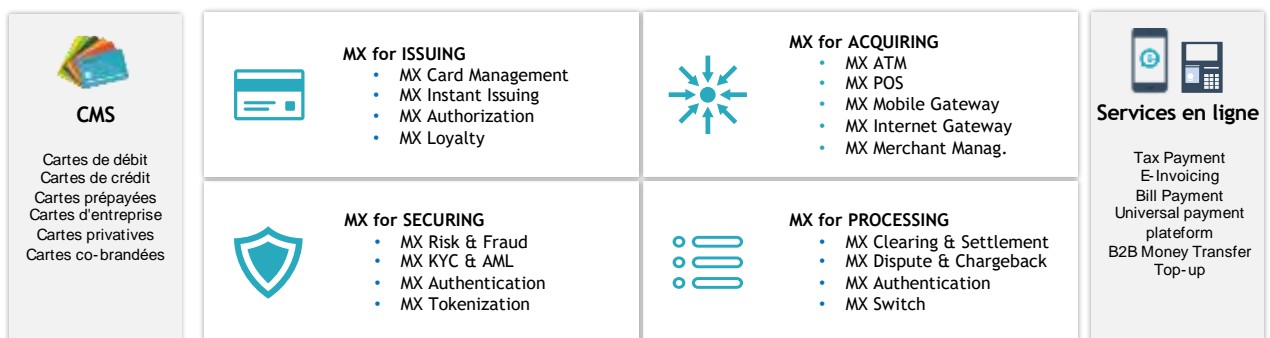 CMS
Cartes de débit
Cartes de crédit
Cartes prépayées
Cartes d'entreprise
Cartes privatives
Cartes co-brandées
MX for ISSUING
• MX Card Management
• MX Instant Issuing
• MX Authorization
• MX Loyalty
MX for ACQUIRING
• MX ATM
• MX POS
• MX Mobile Gateway
• MX Internet Gateway
• MX Merchant Manag.
MX for SECURING
• MX Risk & Fraud
• MX KYC & AML
• MX Authentication
• MX Tokenization
MX for PROCESSING
• MX Clearing & Settlement
• MX Dispute & Chargeback
• MX Authentication
• MX Switch
Services en ligne
Tax Payment
E-Invoicing
Bill Payment
Universal payment
plateform
B2B Money Transfer
Top-up